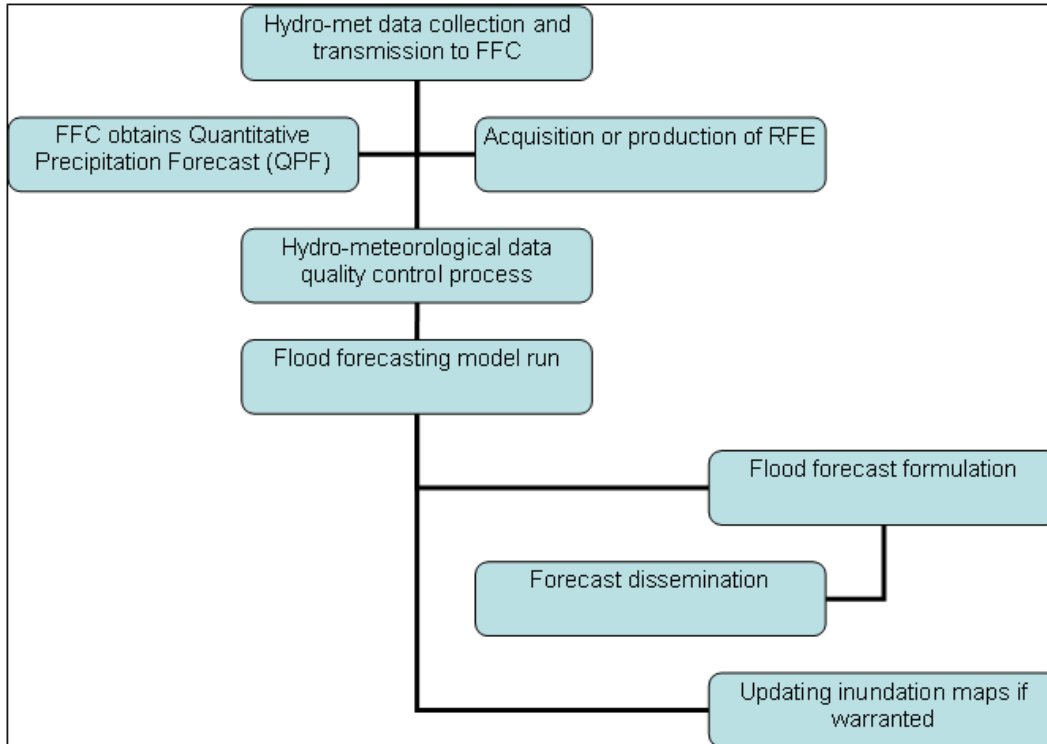 Hydro-met data collection and
transmission to FFC
FFC obtains Quantitative
Precipitation Forecast (QPF)
Acquisition or production of RFE
Hydro-meteorological data
quality control process
Flood forecasting model run
Flood forecast formulation
Forecast dissemination
Updating inundation maps if
warranted